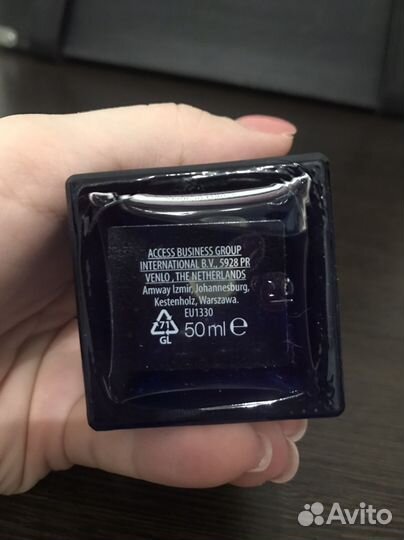 ACCESS BUSINESS GROUP
INTERNATIONAL B.V., 5928 PR
VENLO, THE NETHERLANDS
Amway Izmir, Johannesburg,
Kestenholz, Warszawa.
EU1330
71
GL
50 ml e
Avito